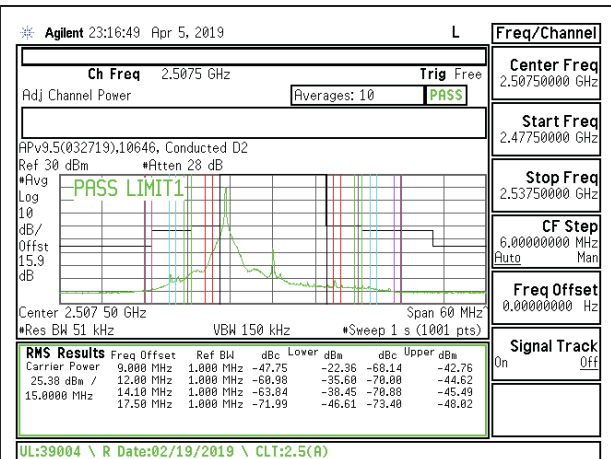 Agilent 23:16:49 Apr 5, 2019 L
Freq/Channel
Ch Freq 2.5075 GHz Trig Free
Adj Channel Power Averages: 10 PASS
APv9.5(032719),10646, Conducted D2
Ref 30 dBm #Atten 28 dB
#Avg
Log
10
dB/
Offst
15.9
dB
PASS LIMIT1
Center 2.507 50 GHz Span 60 MHz
#Res BW 51 kHz VBW 150 kHz #Sweep 1 s (1001 pts)
RMS Results Freq Offset Ref BW dBc Lower dBm dBc Upper dBm
Carrier Power 9.000 MHz 1.000 MHz -47.75 -22.36 -68.14 -42.76
25.38 dBm / 12.00 MHz 1.000 MHz -60.98 -35.60 -70.00 -44.62
15.0000 MHz 14.10 MHz 1.000 MHz -63.84 -38.45 -70.88 -45.49
17.50 MHz 1.000 MHz -71.99 -46.61 -73.40 -48.02
UL:39004 \ R Date:02/19/2019 \ CLT:2.5(A)
Center Freq
2.50750000 GHz
Start Freq
2.47750000 GHz
Stop Freq
2.53750000 GHz
CF Step
6.00000000 MHz
Auto Man
Freq Offset
0.00000000 Hz
Signal Track
On Off